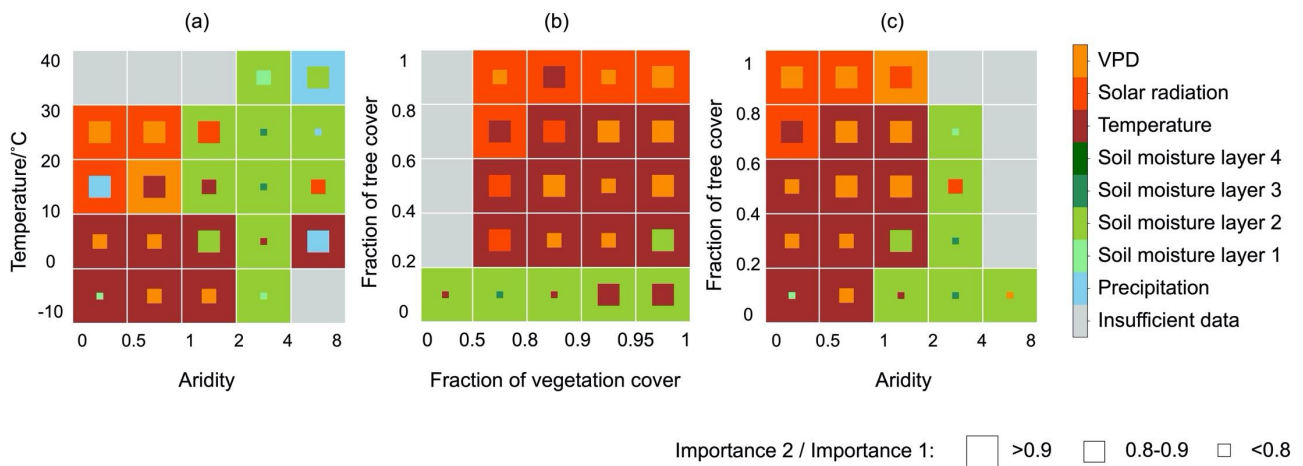 (a)
(b)
(c)
40
30
20
10
0
-10
Temperature/°C
0 0.5 1 2 4 8
Aridity
1
0.8
0.6
0.4
0.2
0
Fraction of tree cover
0 0.5 0.8 0.9 0.95 1
Fraction of vegetation cover
1
0.8
0.6
0.4
0.2
0
Fraction of tree cover
0 0.5 1 2 4 8
Aridity
VPD
Solar radiation
Temperature
Soil moisture layer 4
Soil moisture layer 3
Soil moisture layer 2
Soil moisture layer 1
Precipitation
Insufficient data
Importance 2 / Importance 1: >0.9 0.8-0.9 <0.8